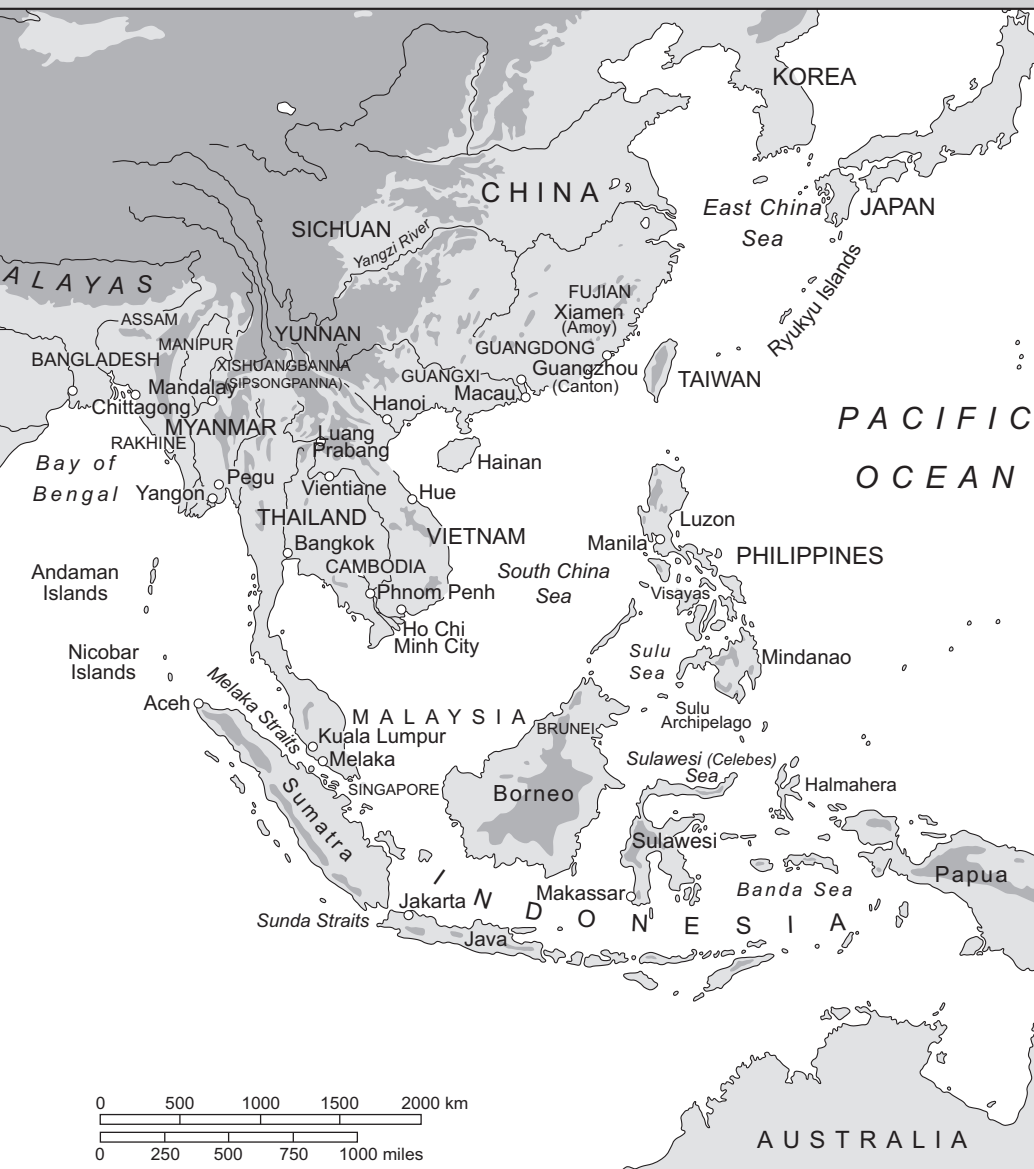 KOREA
CHINA
East China
Sea
JAPAN
SICHUAN
Yangzi River
ALAYAS
Ryukyu Islands
ASSAM
FUJIAN
Xiamen
(Amoy)
MANIPUR
YUNNAN
BANGLADESH
XISHUANGBANNA
(SIPSONGPANNA)
GUANGDONG
Guangzhou
(Canton)
GUANGXI
Macau
TAIWAN
Mandalay
Chittagong
Hanoi
PACIFIC
OCEAN
MYANMAR
RAKHINE
Luang
Prabang
Bay of
Bengal
Hainan
Pegu
Yangon
Vientiane
Hue
THAILAND
Luzon
VIETNAM
Bangkok
Manila
PHILIPPINES
CAMBODIA
South China
Sea
Andaman
Islands
Phnom Penh
Visayas
Ho Chi
Minh City
Nicobar
Islands
Sulu
Sea
Mindanao
Melaka Straits
Aceh
Sulu
Archipelago
MALAYSIA
BRUNEI
Kuala Lumpur
Melaka
Sulawesi (Celebes)
Sea
SINGAPORE
Borneo
Halmahera
Sumatra
Sulawesi
Papua
Makassar
Banda Sea
INDONESIA
Jakarta
Sunda Straits
Java
0 500 1000 1500 2000 km
0 250 500 750 1000 miles
AUSTRALIA